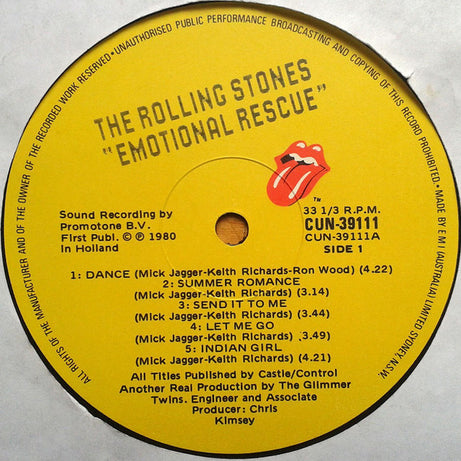 ALL RIGHTS OF THE MANUFACTURER AND OF THE OWNER OF THE RECORDED WORK RESERVED•UNAUTHORISED PUBLIC PERFORMANCE BROADCASTING AND COPYING OF THIS RECORD PROHIBITED•MADE BY EMI (AUSTRALIA) LIMITED SYDNEY, N.S.W.
THE ROLLING STONES
"EMOTIONAL RESCUE"
TM
Sound Recording by
Promotone B.V.
First Publ. © ℗ 1980
in Holland
33 1/3 R.P.M.
CUN-39111
CUN-39111A
SIDE 1
1: DANCE (Mick Jagger-Keith Richards-Ron Wood) (4.22)
2: SUMMER ROMANCE
(Mick Jagger-Keith Richards) (3.14)
3: SEND IT TO ME
(Mick Jagger-Keith Richards) (3.44)
4: LET ME GO
(Mick Jagger-Keith Richards) (3.49)
5: INDIAN GIRL
(Mick Jagger-Keith Richards) (4.21)
All Titles Published by Castle/Control
Another Real Production by The Glimmer
Twins. Engineer and Associate
Producer: Chris
Kimsey